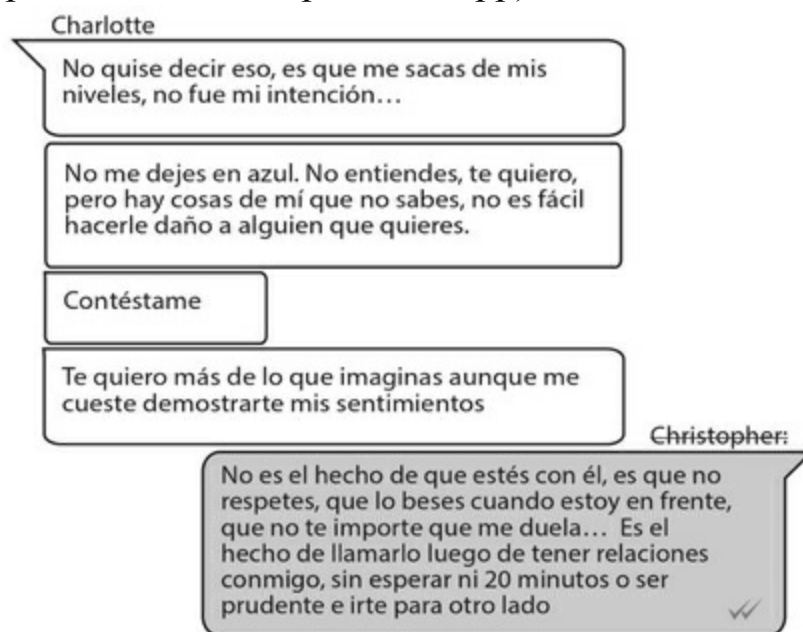 Charlotte
No quise decir eso, es que me sacas de mis
niveles, no fue mi intención...
No me dejes en azul. No entiendes, te quiero,
pero hay cosas de mí que no sabes, no es fácil
hacerle daño a alguien que quieres.
Contéstame
Te quiero más de lo que imaginas aunque me
cueste demostrarte mis sentimientos
Christopher:
No es el hecho de que estés con él, es que no
respetes, que lo beses cuando estoy en frente,
que no te importe que me duela... Es el
hecho de llamarlo luego de tener relaciones
conmigo, sin esperar ni 20 minutos o ser
prudente e irte para otro lado